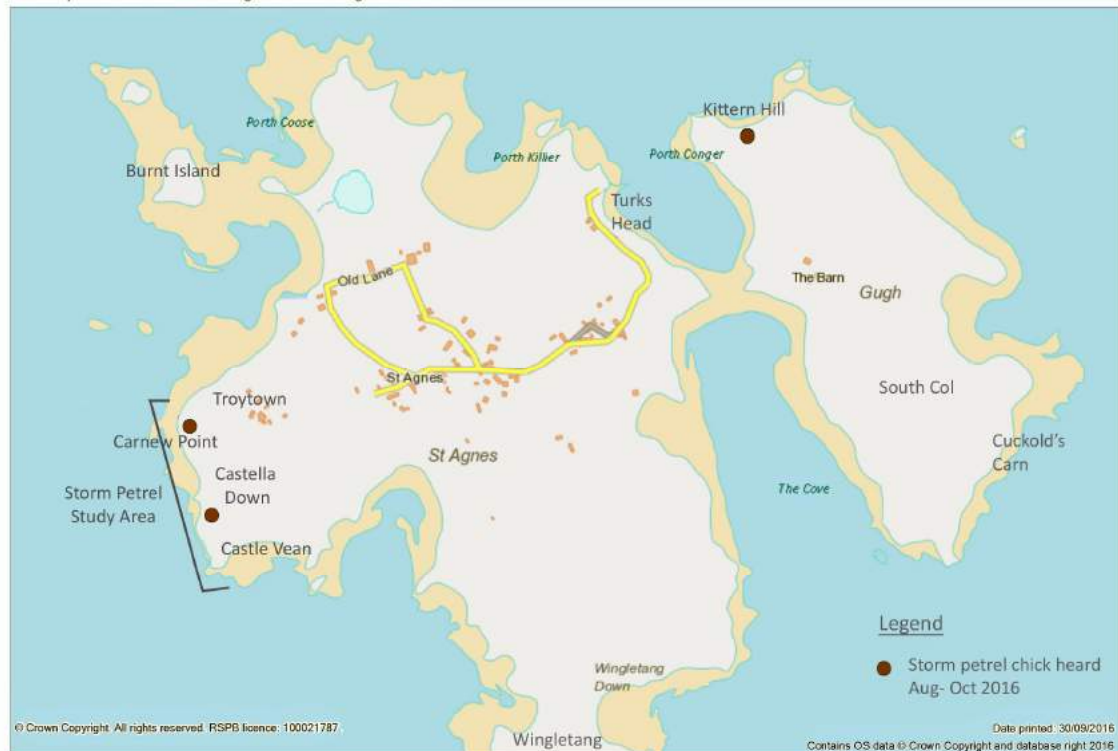 Kittern Hill
Porth Coose
Porth Killier
Porth Conger
Burnt Island
Turks
Head
Old Lane
The Barn
Gugh
St Agnes
South Col
Troytown
Carnew Point
St Agnes
Cuckold's
Carn
Castella
Down
Storm Petrel
Study Area
The Cove
Castle Vean
Legend
Storm petrel chick heard
Aug- Oct 2016
Wingletang
Down
Wingletang
© Crown Copyright. All rights reserved. RSPB licence: 100021787.
Date printed: 30/09/2016
Contains OS data © Crown Copyright and database right 2016